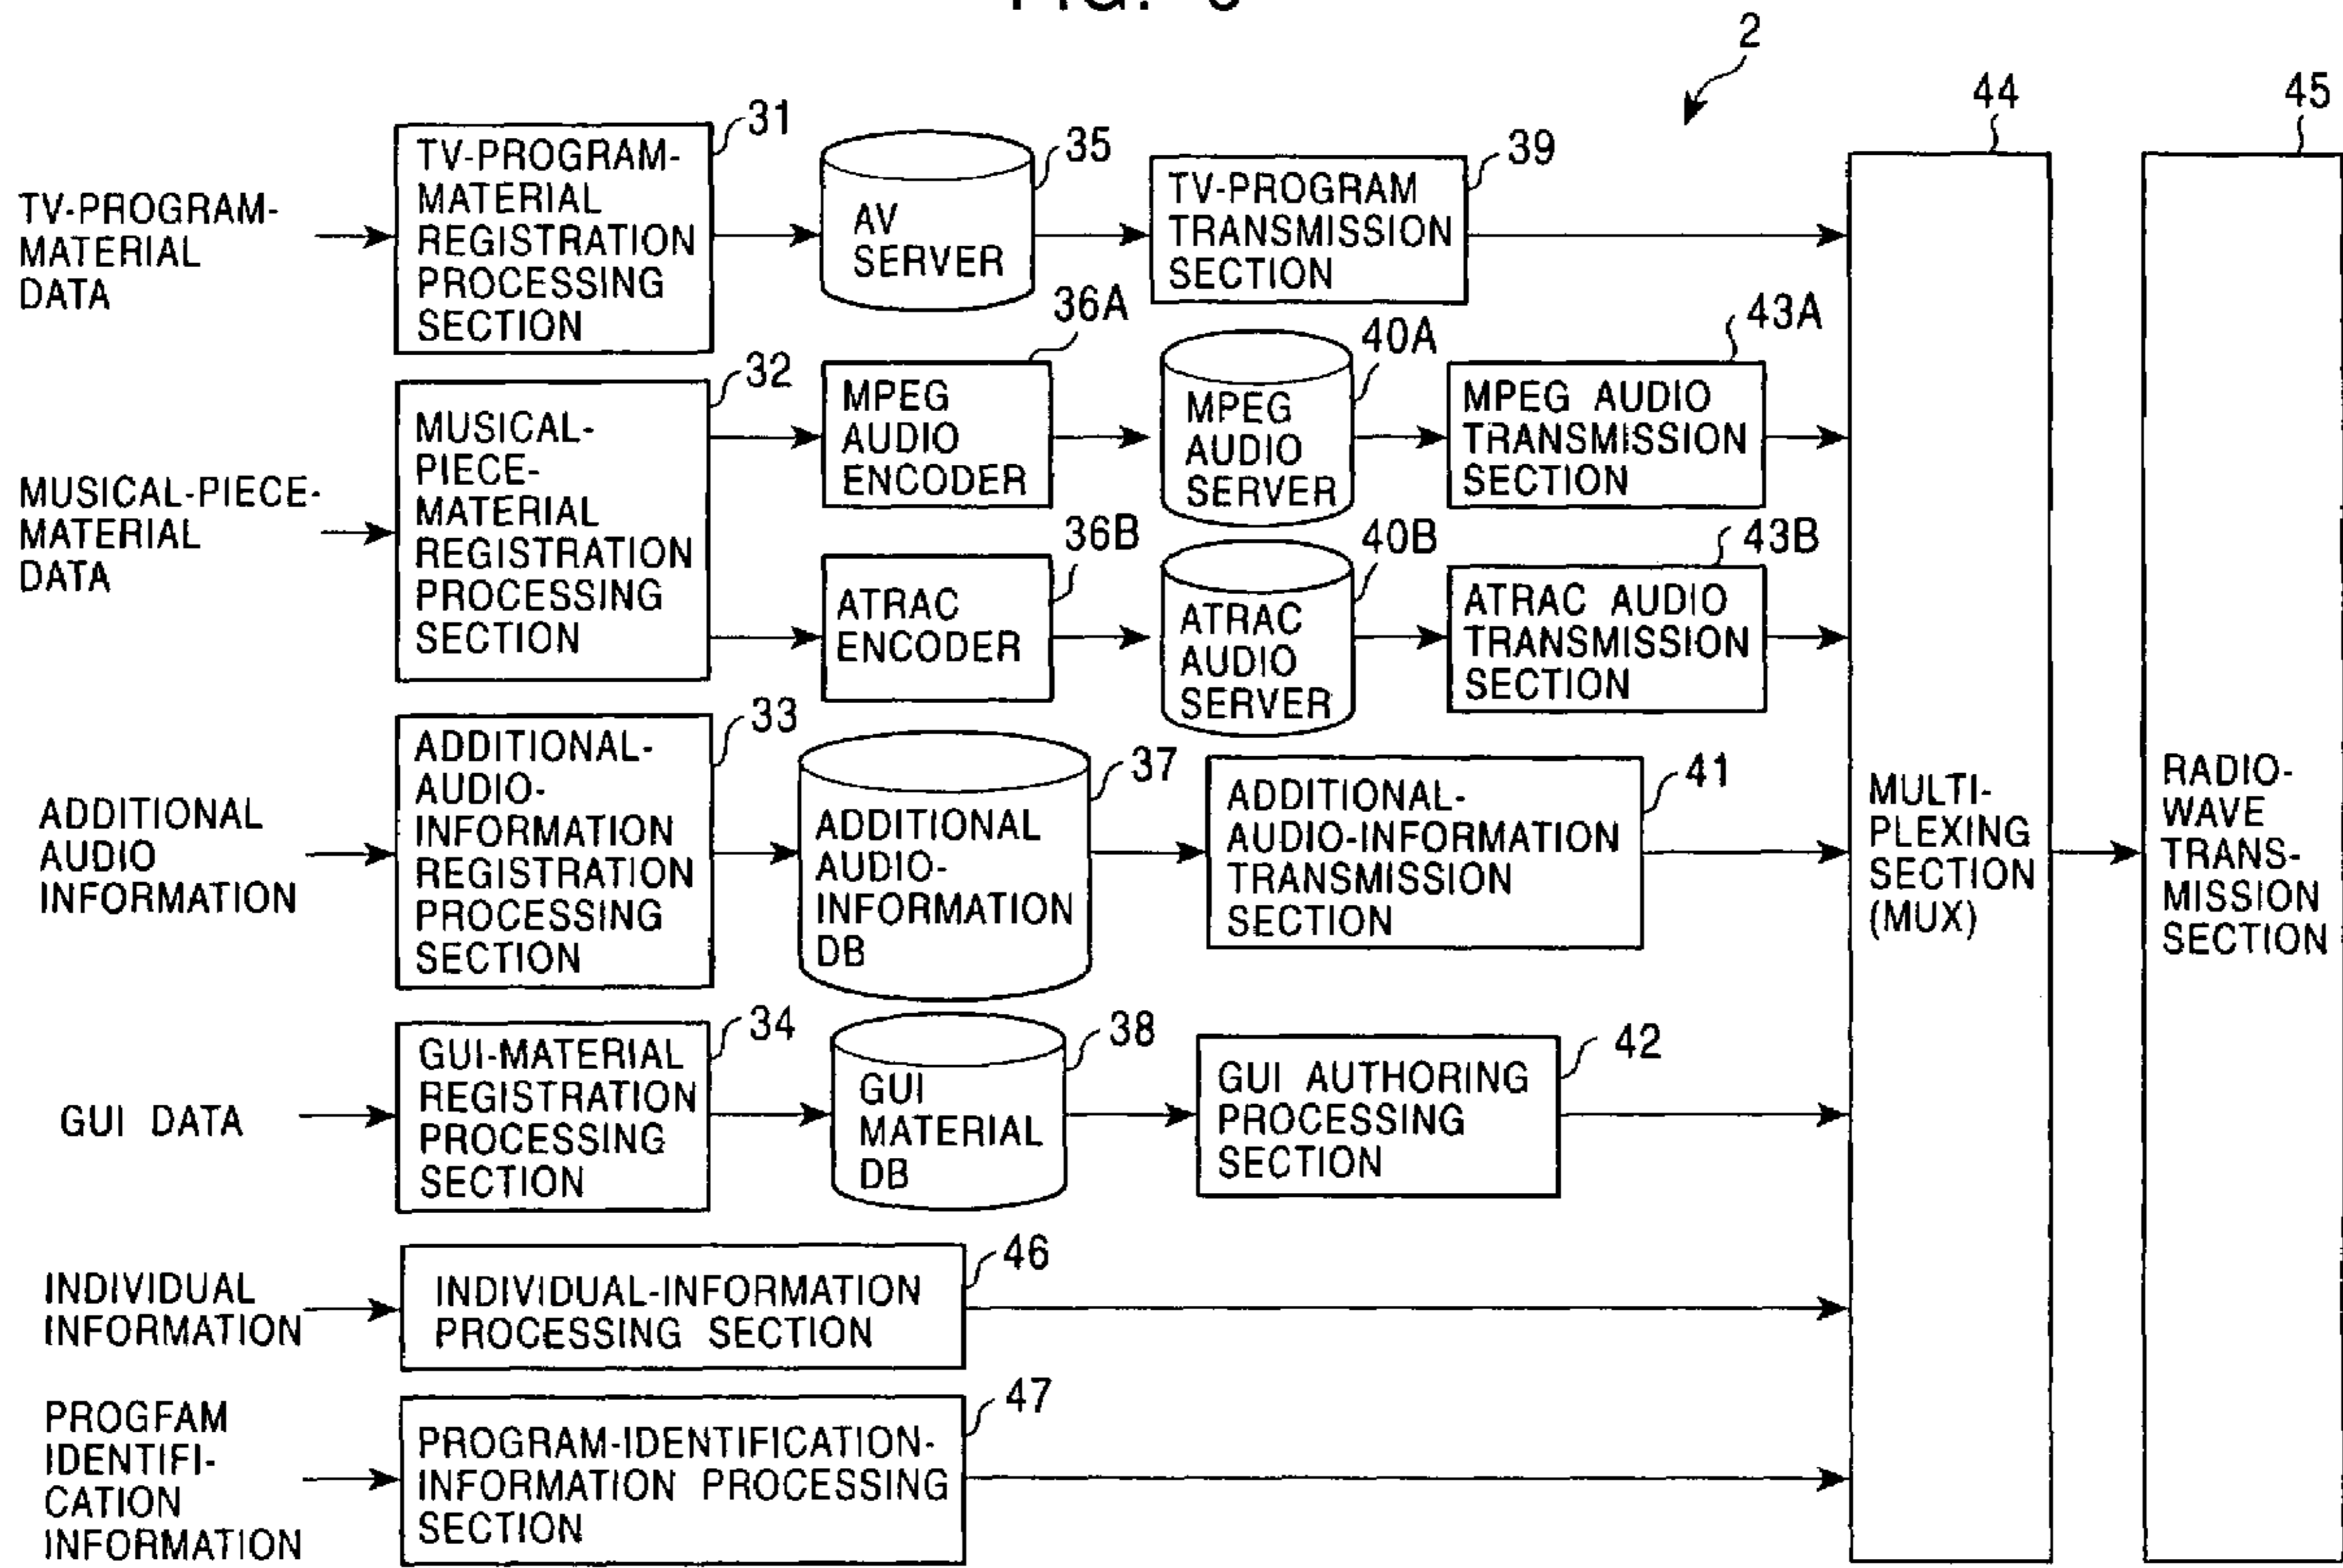 2
44
45
TV-PROGRAM-
MATERIAL
DATA
31
TV-PROGRAM-
MATERIAL
REGISTRATION
PROCESSING
SECTION
35
AV
SERVER
39
TV-PROGRAM
TRANSMISSION
SECTION
MUSICAL-PIECE-
MATERIAL
DATA
32
MUSICAL-
PIECE-
MATERIAL
REGISTRATION
PROCESSING
SECTION
36A
MPEG
AUDIO
ENCODER
40A
MPEG
AUDIO
SERVER
43A
MPEG AUDIO
TRANSMISSION
SECTION
36B
ATRAC
ENCODER
40B
ATRAC
AUDIO
SERVER
43B
ATRAC AUDIO
TRANSMISSION
SECTION
ADDITIONAL
AUDIO
INFORMATION
33
ADDITIONAL-
AUDIO-
INFORMATION
REGISTRATION
PROCESSING
SECTION
37
ADDITIONAL
AUDIO-
INFORMATION
DB
41
ADDITIONAL-
AUDIO-INFORMATION
TRANSMISSION
SECTION
MULTI-
PLEXING
SECTION
(MUX)
RADIO-
WAVE
TRANS-
MISSION
SECTION
GUI DATA
34
GUI-MATERIAL
REGISTRATION
PROCESSING
SECTION
38
GUI
MATERIAL
DB
42
GUI AUTHORING
PROCESSING
SECTION
INDIVIDUAL
INFORMATION
46
INDIVIDUAL-INFORMATION
PROCESSING SECTION
PROGFAM
IDENTIFI-
CATION
INFORMATION
47
PROGRAM-IDENTIFICATION-
INFORMATION PROCESSING
SECTION